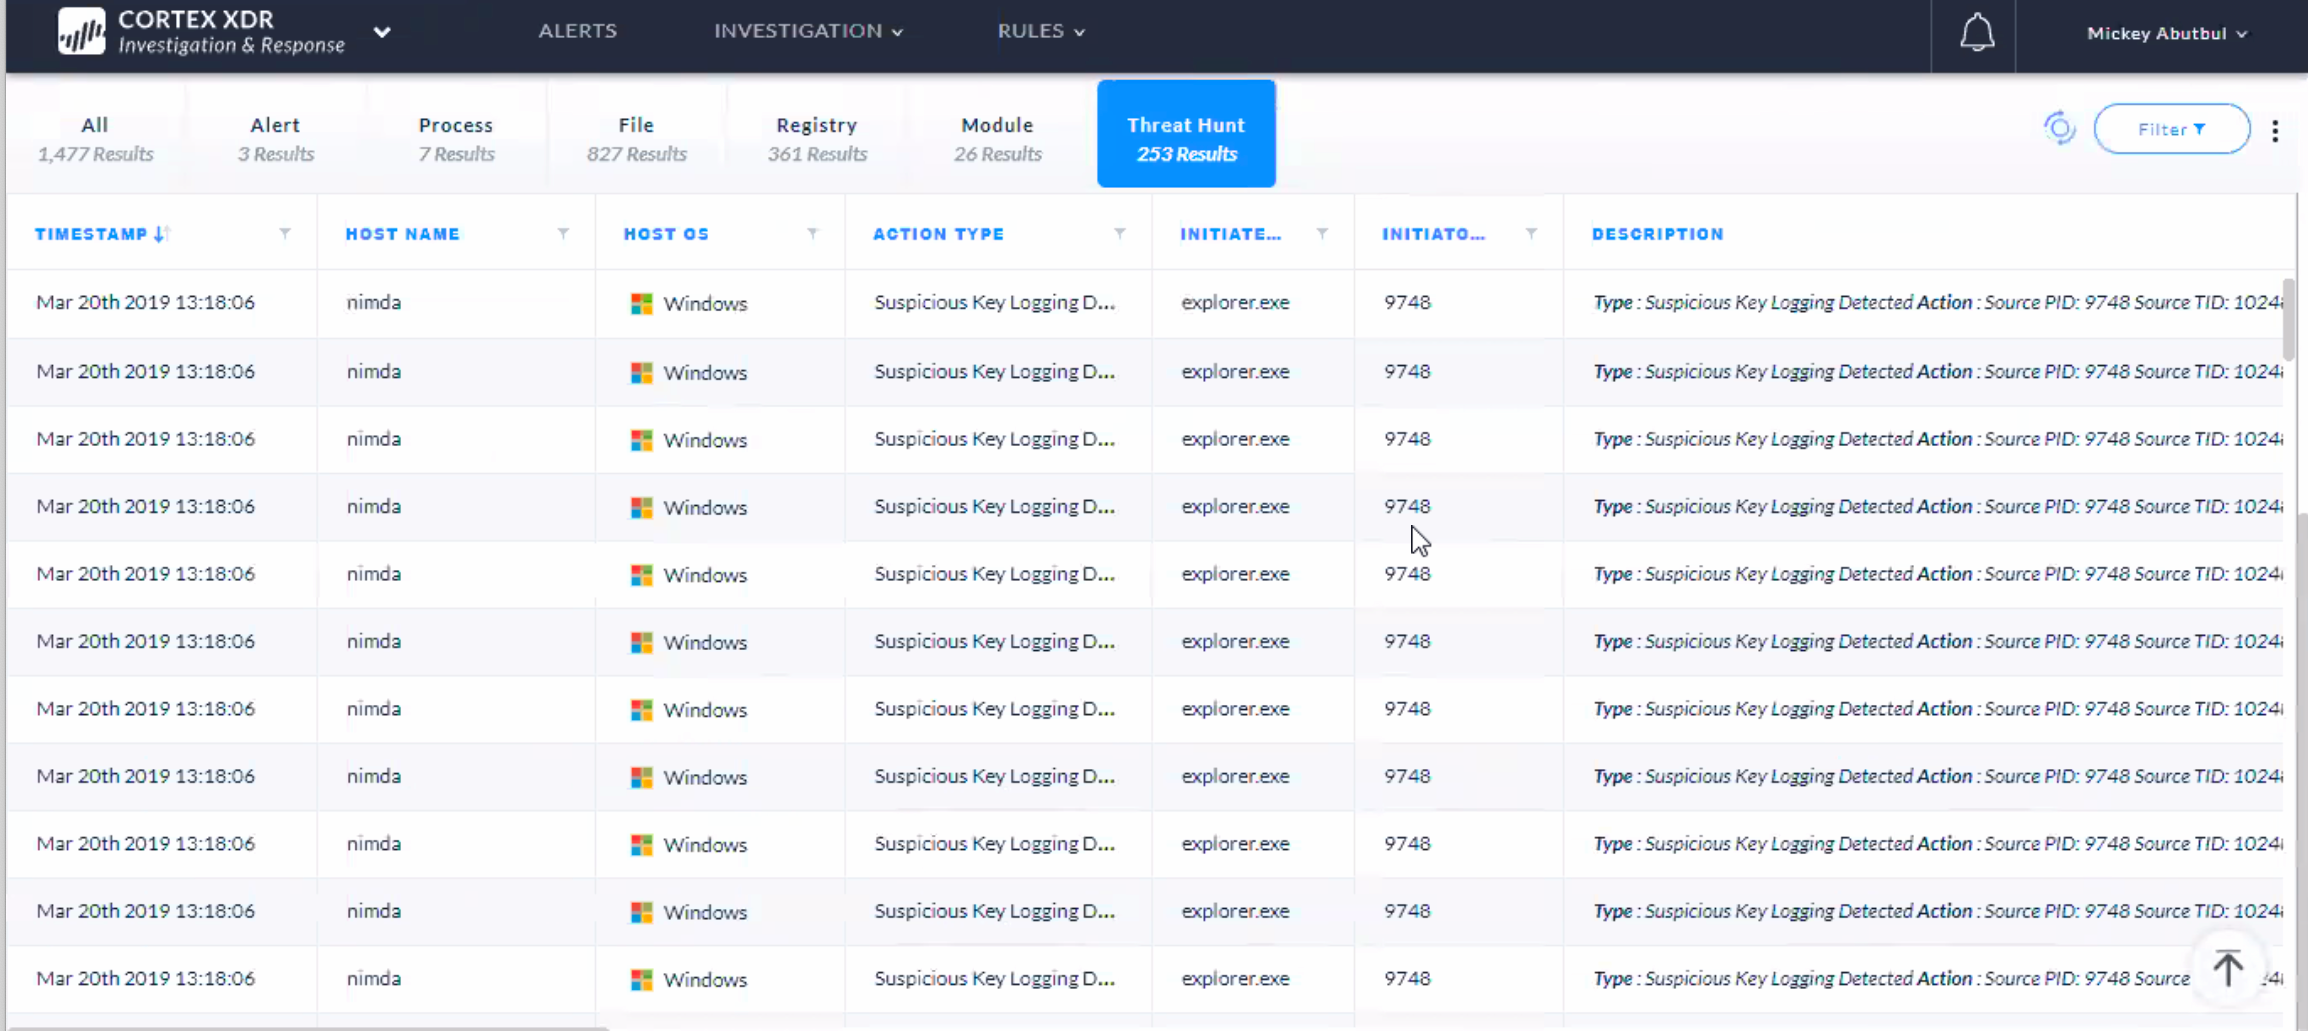 CORTEX XDR
Investigation & Response
ALERTS INVESTIGATION RULES Mickey Abutbul
All Alert Process File Registry Module Threat Hunt
1,477 Results 3 Results 7 Results 827 Results 361 Results 26 Results 253 Results
Filter
TIMESTAMP HOST NAME HOST OS ACTION TYPE INITIATE... INITIATO... DESCRIPTION
Mar 20th 2019 13:18:06 nimda Windows Suspicious Key Logging D... explorer.exe 9748 Type : Suspicious Key Logging Detected Action : Source PID: 9748 Source TID: 1024
Mar 20th 2019 13:18:06 nimda Windows Suspicious Key Logging D... explorer.exe 9748 Type : Suspicious Key Logging Detected Action : Source PID: 9748 Source TID: 1024
Mar 20th 2019 13:18:06 nimda Windows Suspicious Key Logging D... explorer.exe 9748 Type : Suspicious Key Logging Detected Action : Source PID: 9748 Source TID: 1024
Mar 20th 2019 13:18:06 nimda Windows Suspicious Key Logging D... explorer.exe 9748 Type : Suspicious Key Logging Detected Action : Source PID: 9748 Source TID: 1024
Mar 20th 2019 13:18:06 nimda Windows Suspicious Key Logging D... explorer.exe 9748 Type : Suspicious Key Logging Detected Action : Source PID: 9748 Source TID: 1024
Mar 20th 2019 13:18:06 nimda Windows Suspicious Key Logging D... explorer.exe 9748 Type : Suspicious Key Logging Detected Action : Source PID: 9748 Source TID: 1024
Mar 20th 2019 13:18:06 nimda Windows Suspicious Key Logging D... explorer.exe 9748 Type : Suspicious Key Logging Detected Action : Source PID: 9748 Source TID: 1024
Mar 20th 2019 13:18:06 nimda Windows Suspicious Key Logging D... explorer.exe 9748 Type : Suspicious Key Logging Detected Action : Source PID: 9748 Source TID: 1024
Mar 20th 2019 13:18:06 nimda Windows Suspicious Key Logging D... explorer.exe 9748 Type : Suspicious Key Logging Detected Action : Source PID: 9748 Source TID: 1024
Mar 20th 2019 13:18:06 nimda Windows Suspicious Key Logging D... explorer.exe 9748 Type : Suspicious Key Logging Detected Action : Source PID: 9748 Source TID: 1024
Mar 20th 2019 13:18:06 nimda Windows Suspicious Key Logging D... explorer.exe 9748 Type : Suspicious Key Logging Detected Action : Source PID: 9748 Source